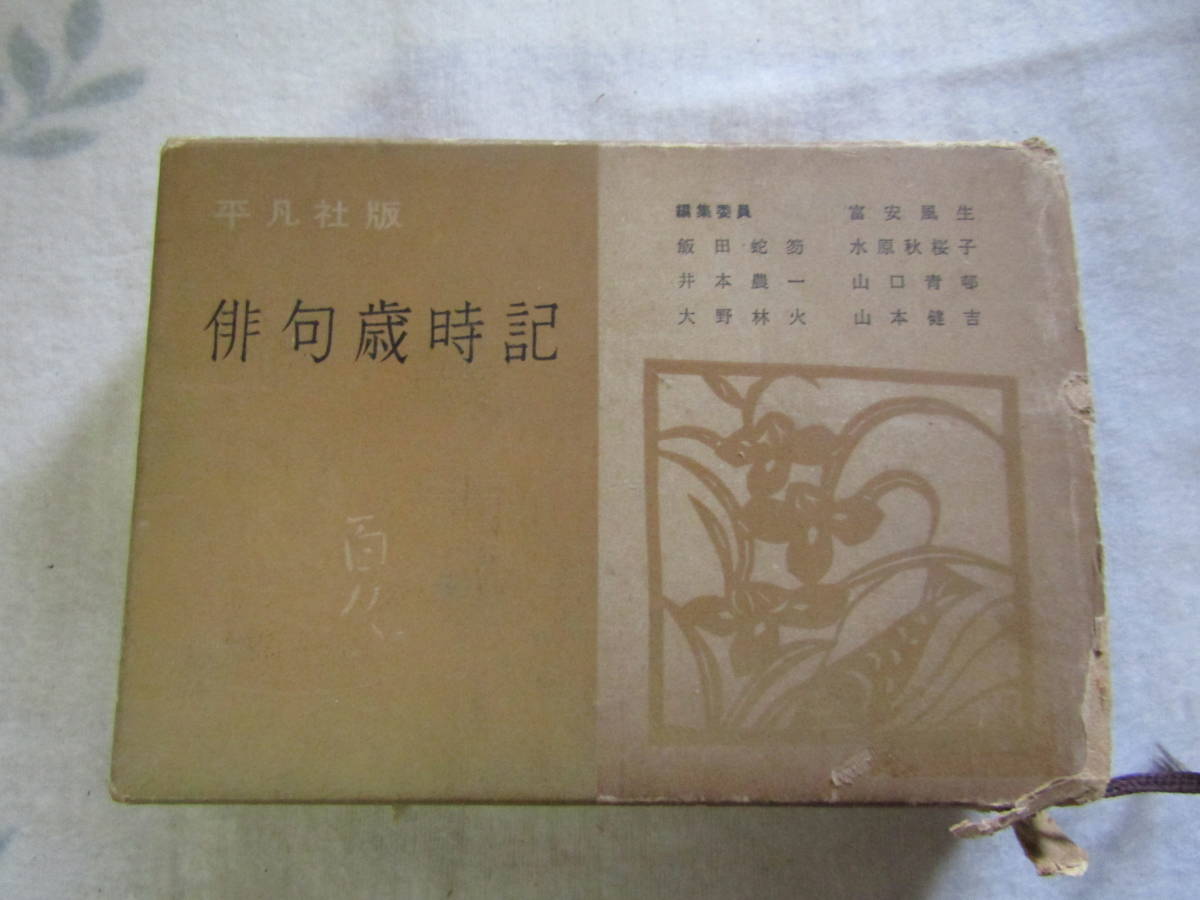 平凡社版
俳句歳時記
夏
編集委員 富安風生
飯田蛇笏 水原秋桜子
井本農一 山口青邨
大野林火 山本健吉